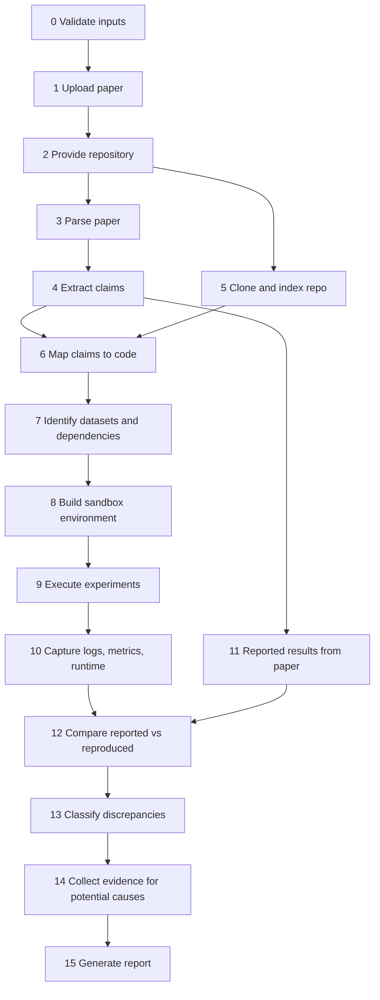 0 Validate inputs
1 Upload paper
2 Provide repository
3 Parse paper
4 Extract claims
5 Clone and index repo
6 Map claims to code
7 Identify datasets and
dependencies
8 Build sandbox
environment
9 Execute experiments
10 Capture logs, metrics,
runtime
11 Reported results from
paper
12 Compare reported vs
reproduced
13 Classify discrepancies
14 Collect evidence for
potential causes
15 Generate report